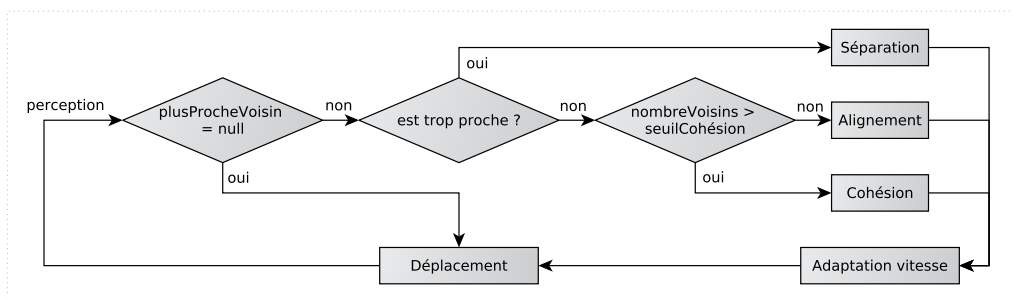 Séparation
oui
perception
plusProcheVoisin
= null
non
est trop proche ?
non
nombreVoisins >
seuilCohésion
non
Alignement
oui
oui
Cohésion
Déplacement
Adaptation vitesse